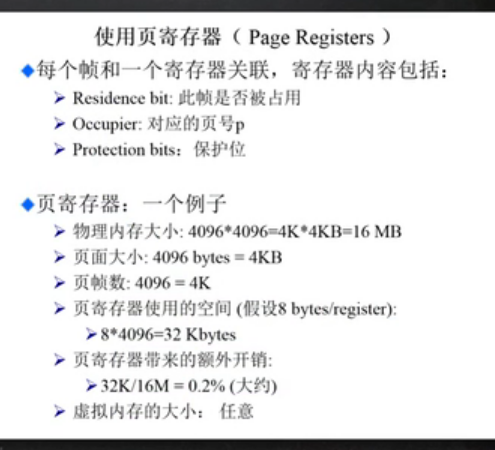 使用页寄存器（ Page Registers ）
◆每个帧和一个寄存器关联，寄存器内容包括：
➢ Residence bit: 此帧是否被占用
➢ Occupier: 对应的页号p
➢ Protection bits：保护位
◆页寄存器：一个例子
➢ 物理内存大小: 4096*4096=4K*4KB=16 MB
➢ 页面大小: 4096 bytes = 4KB
➢ 页帧数: 4096 = 4K
➢ 页寄存器使用的空间 (假设8 bytes/register):
➢8*4096=32 Kbytes
➢ 页寄存器带来的额外开销:
➢32K/16M = 0.2% (大约)
➢ 虚拟内存的大小： 任意